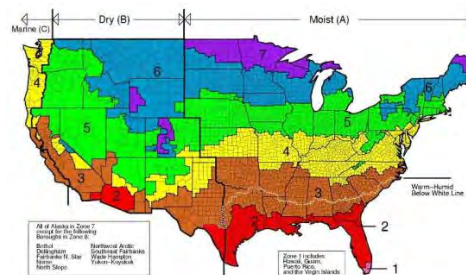 Marine (C)
Dry (B)
Moist (A)
7
6
6
4
5
5
4
3
3
2
2
Warm-Humid
Below White Line
2
1
All of Alaska in Zone 7
except for the following
Boroughs in Zone 8:
Bethel Northwest Arctic
Dellingham Southeast Fairbanks
Fairbanks N. Star Wade Hampton
Nome Yukon-Koyukuk
North Slope
Zone 1 includes
Hawaii, Guam,
Puerto Rico,
and the Virgin Islands